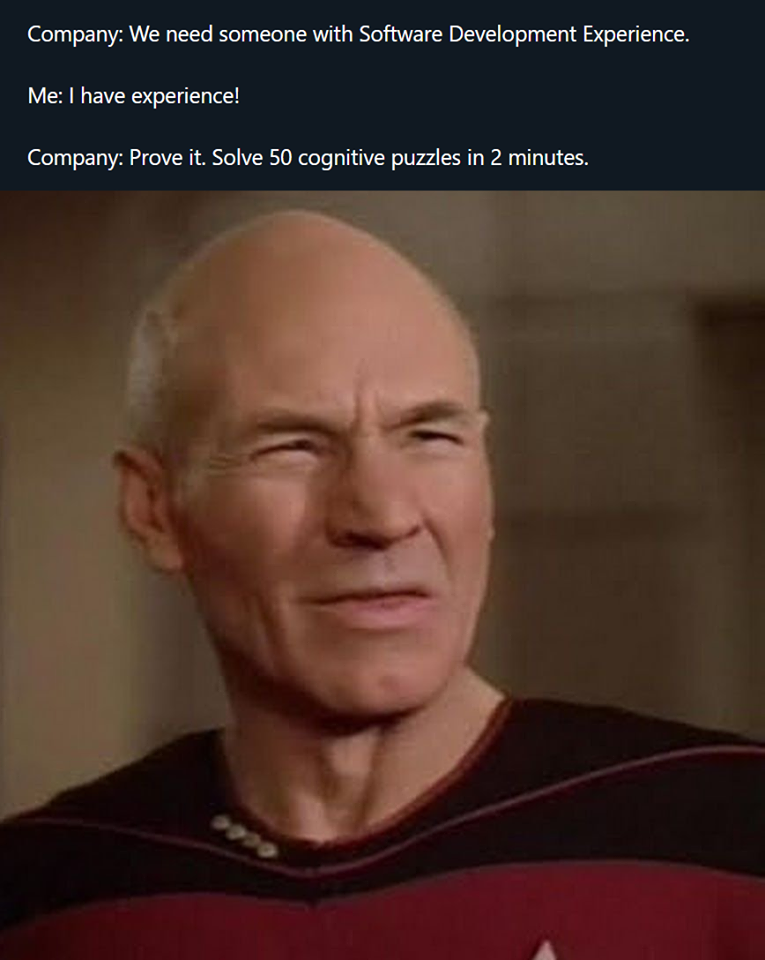 Company: We need someone with Software Development Experience.
Me: I have experience!
Company: Prove it. Solve 50 cognitive puzzles in 2 minutes.